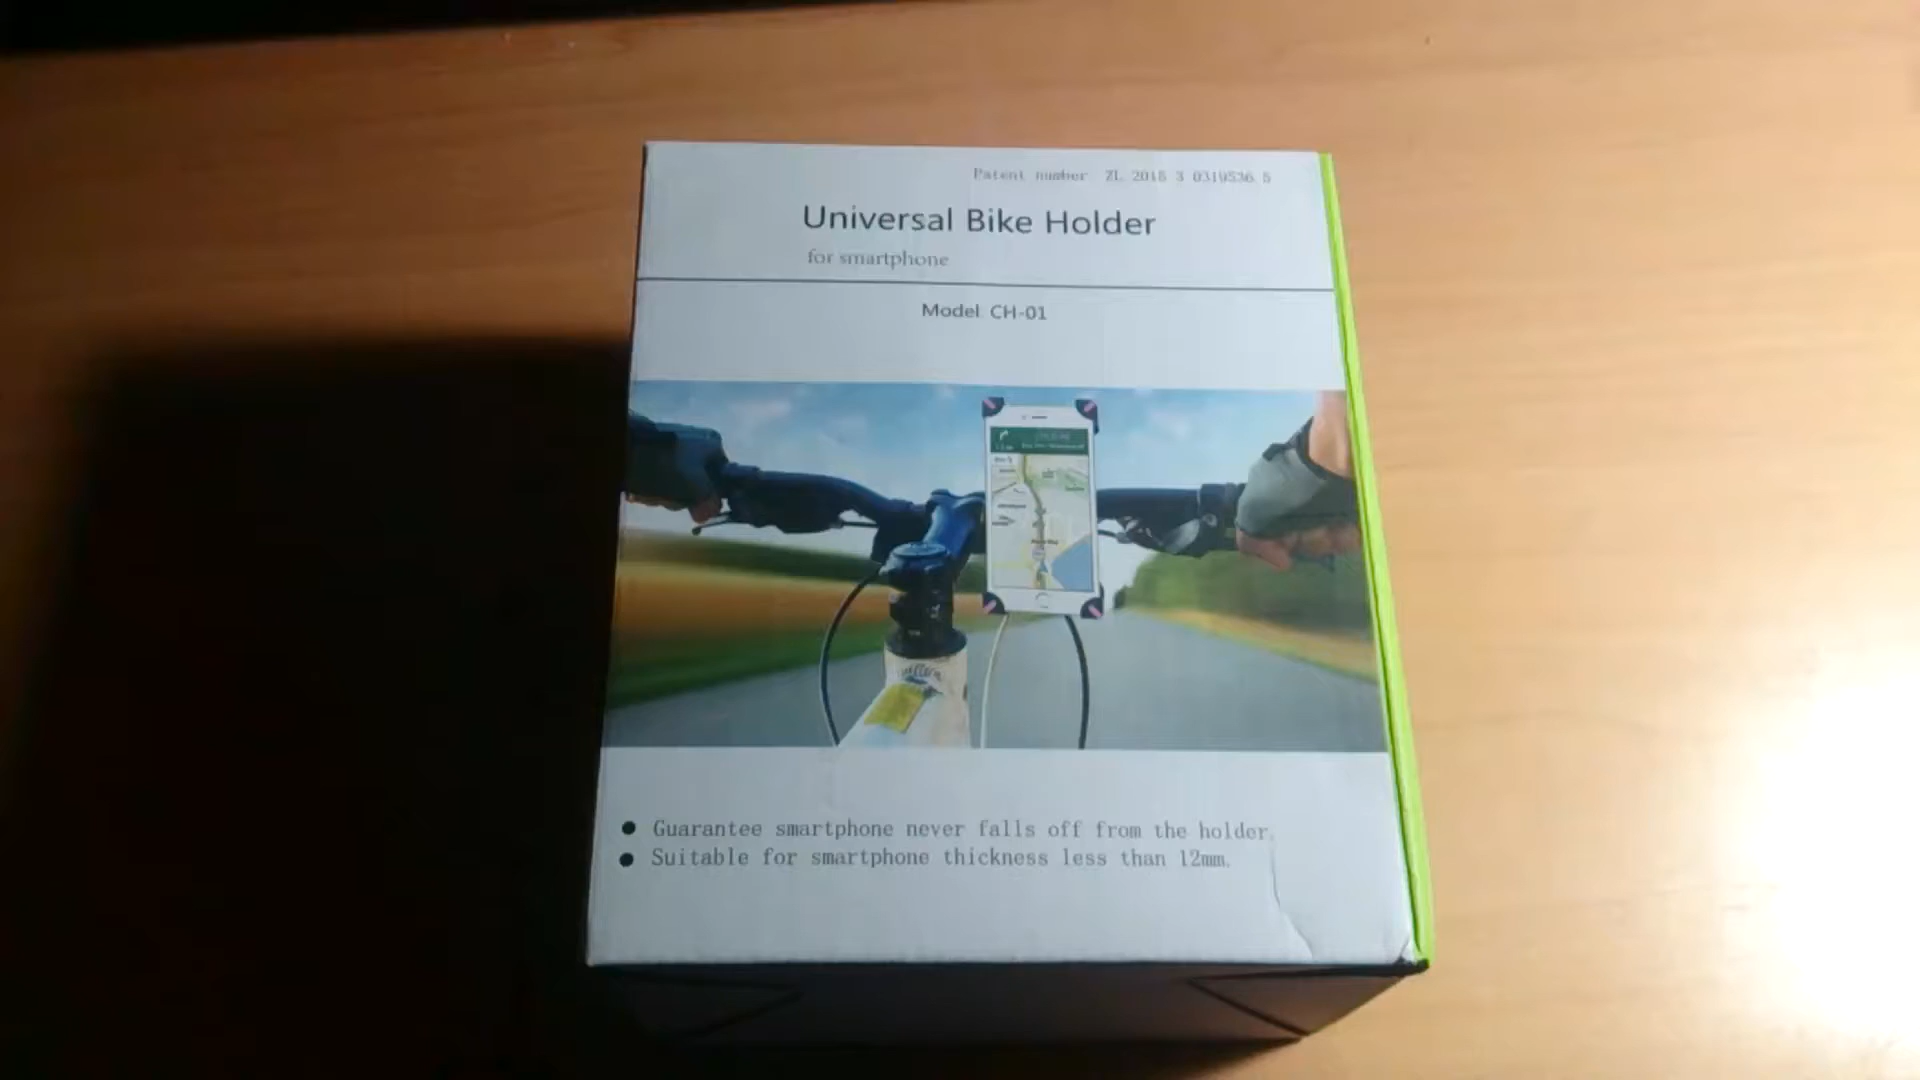 Patent number ZL 2015 3 0319536.5
Universal Bike Holder
for smartphone
Model: CH-01
● Guarantee smartphone never falls off from the holder.
● Suitable for smartphone thickness less than 12mm.